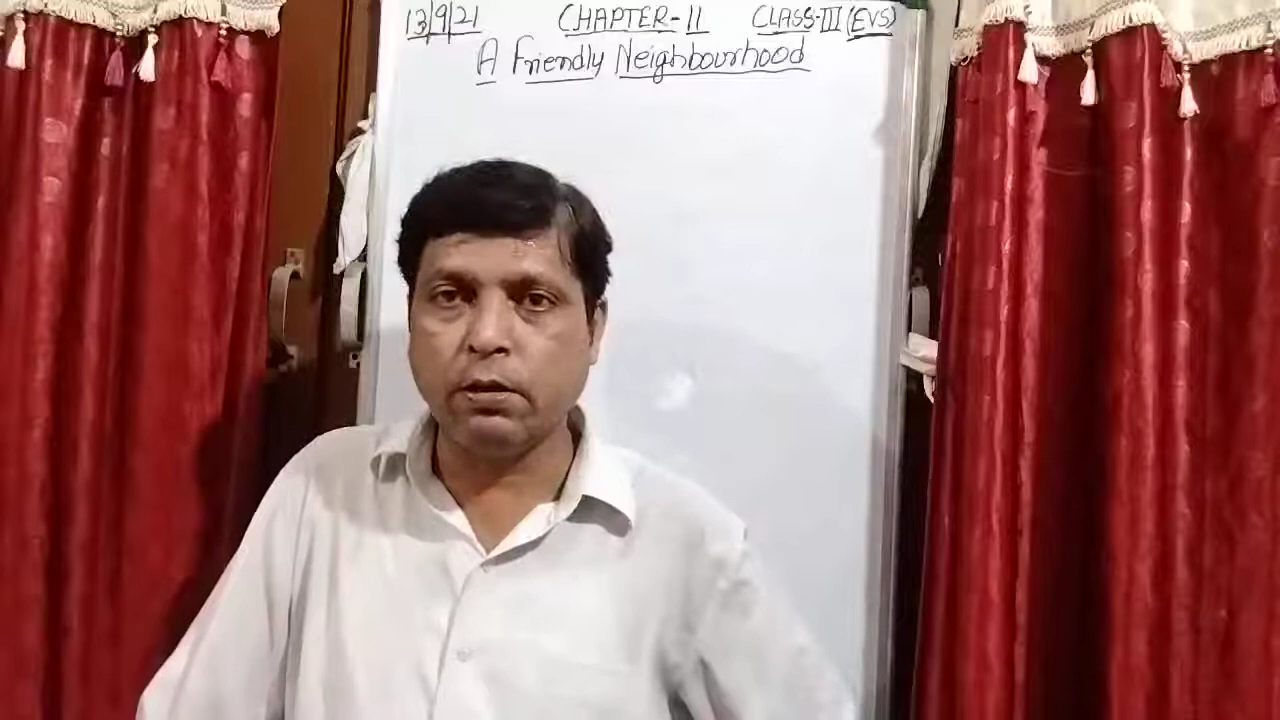 13/9/21 CHAPTER-11 CLASS-III (EVS)
A Friendly Neighbourhood